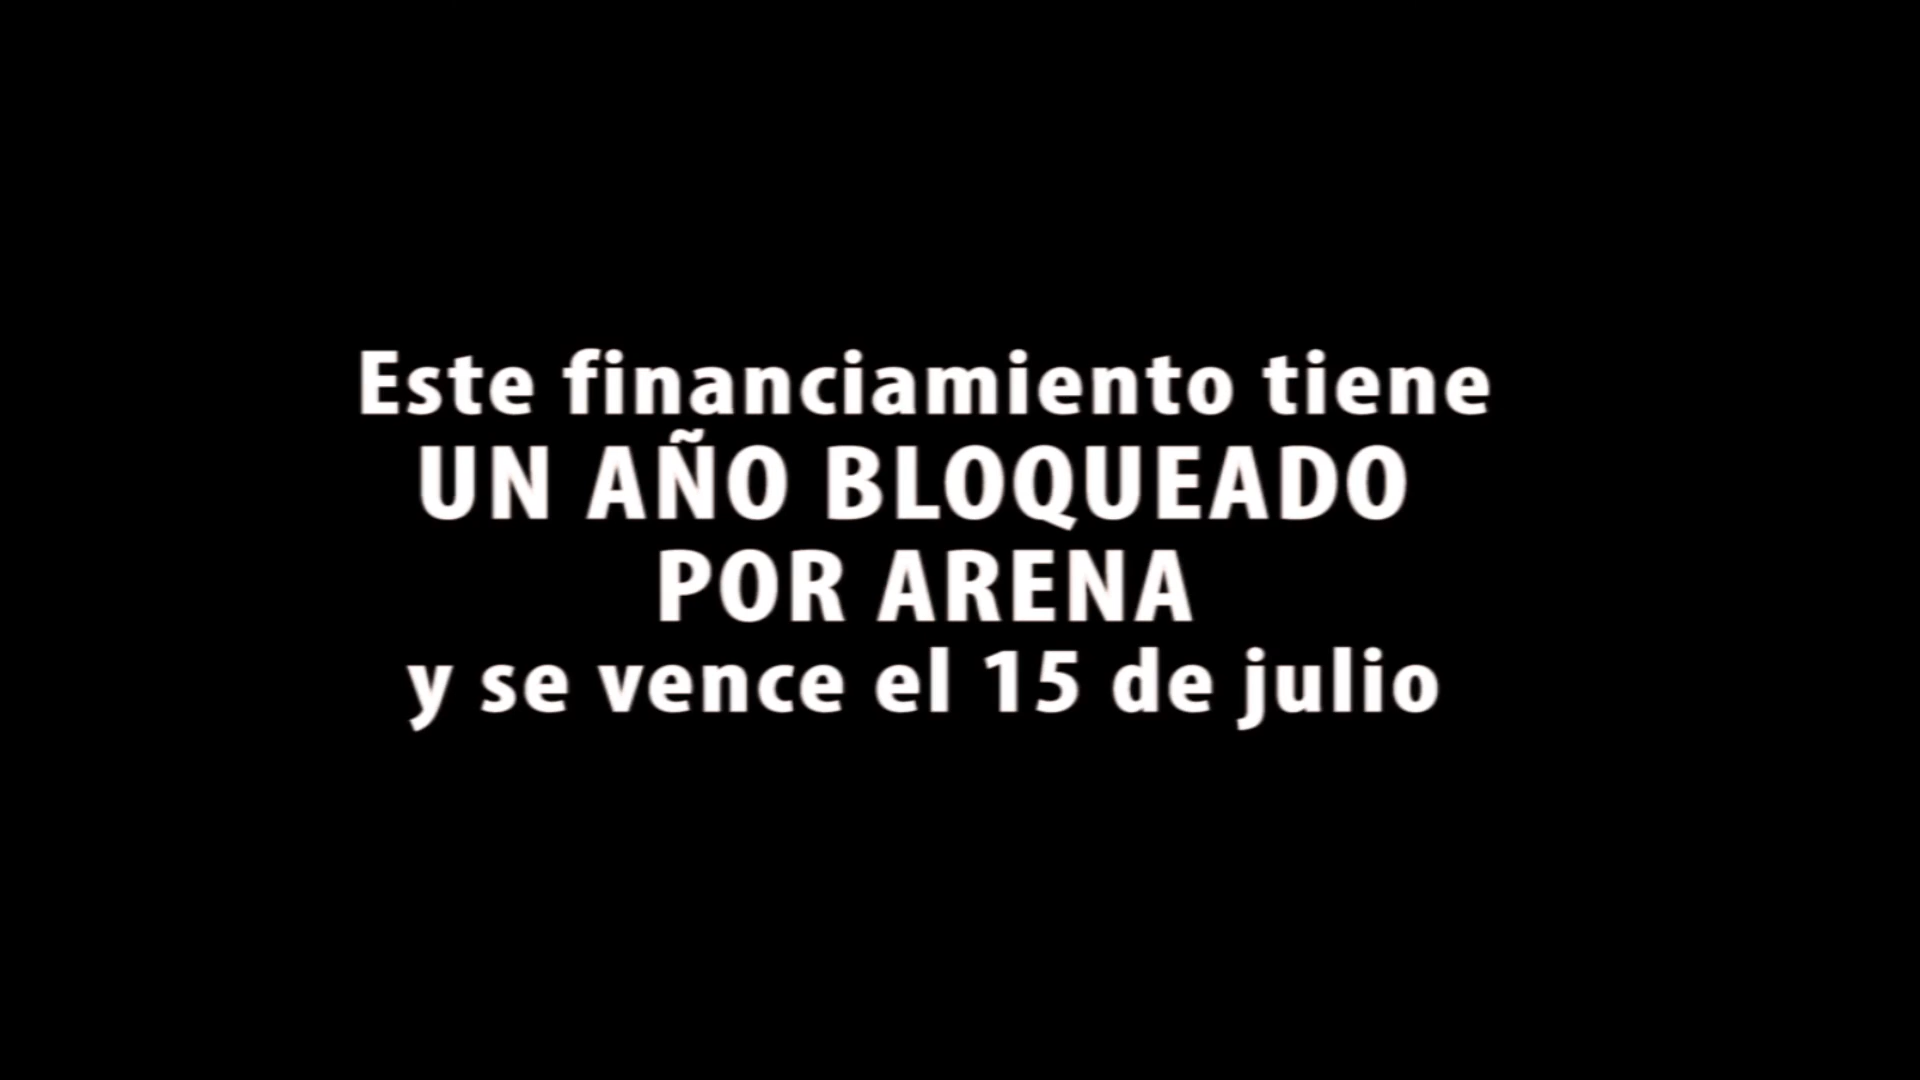 Este financiamiento tiene
UN AÑO BLOQUEADO
POR ARENA
y se vence el 15 de julio